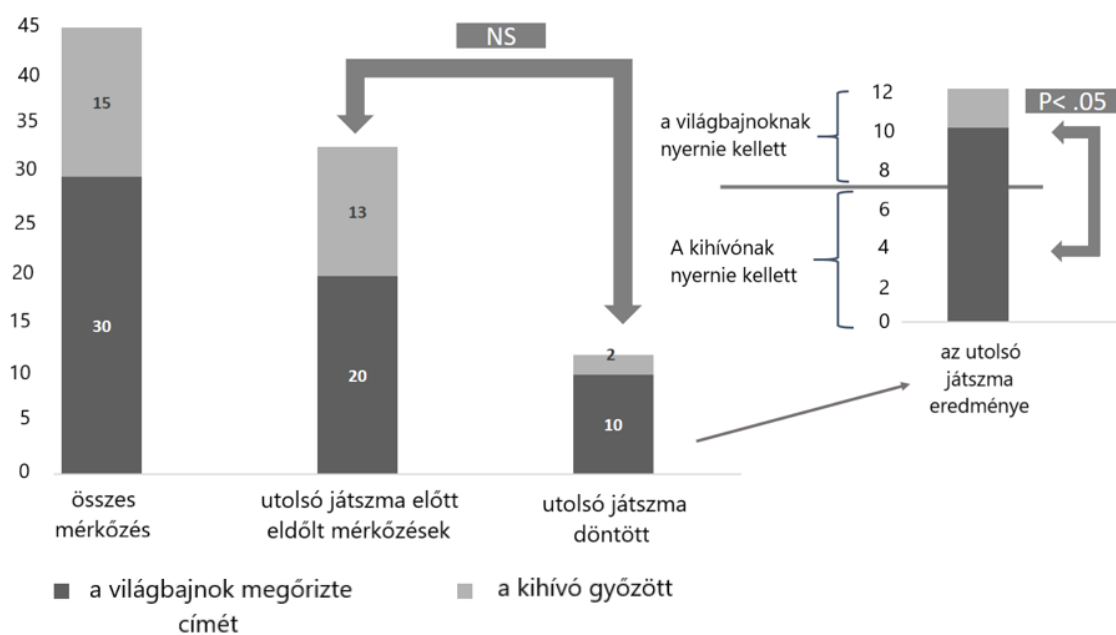 45
40
35
30
25
20
15
10
5
0
15
30
13
20
2
10
NS
összes
mérkőzés
utolsó játszma előtt
eldőlt mérkőzések
utolsó játszma
döntött
a világbajnok megőrizte
címét
a kihívó győzött
a világbajnoknak
nyernie kellett
A kihívónak
nyernie kellett
12
10
8
6
4
2
0
P< .05
az utolsó
játszma
eredménye